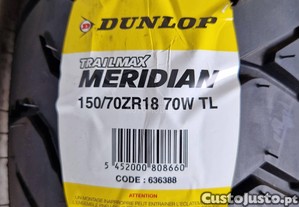 DUNLOP
TRAILMAX
MERIDIAN
150/70ZR18 70W TL
5 452000 808660
CODE : 636388
ATTENTION
CustoJusto.pt